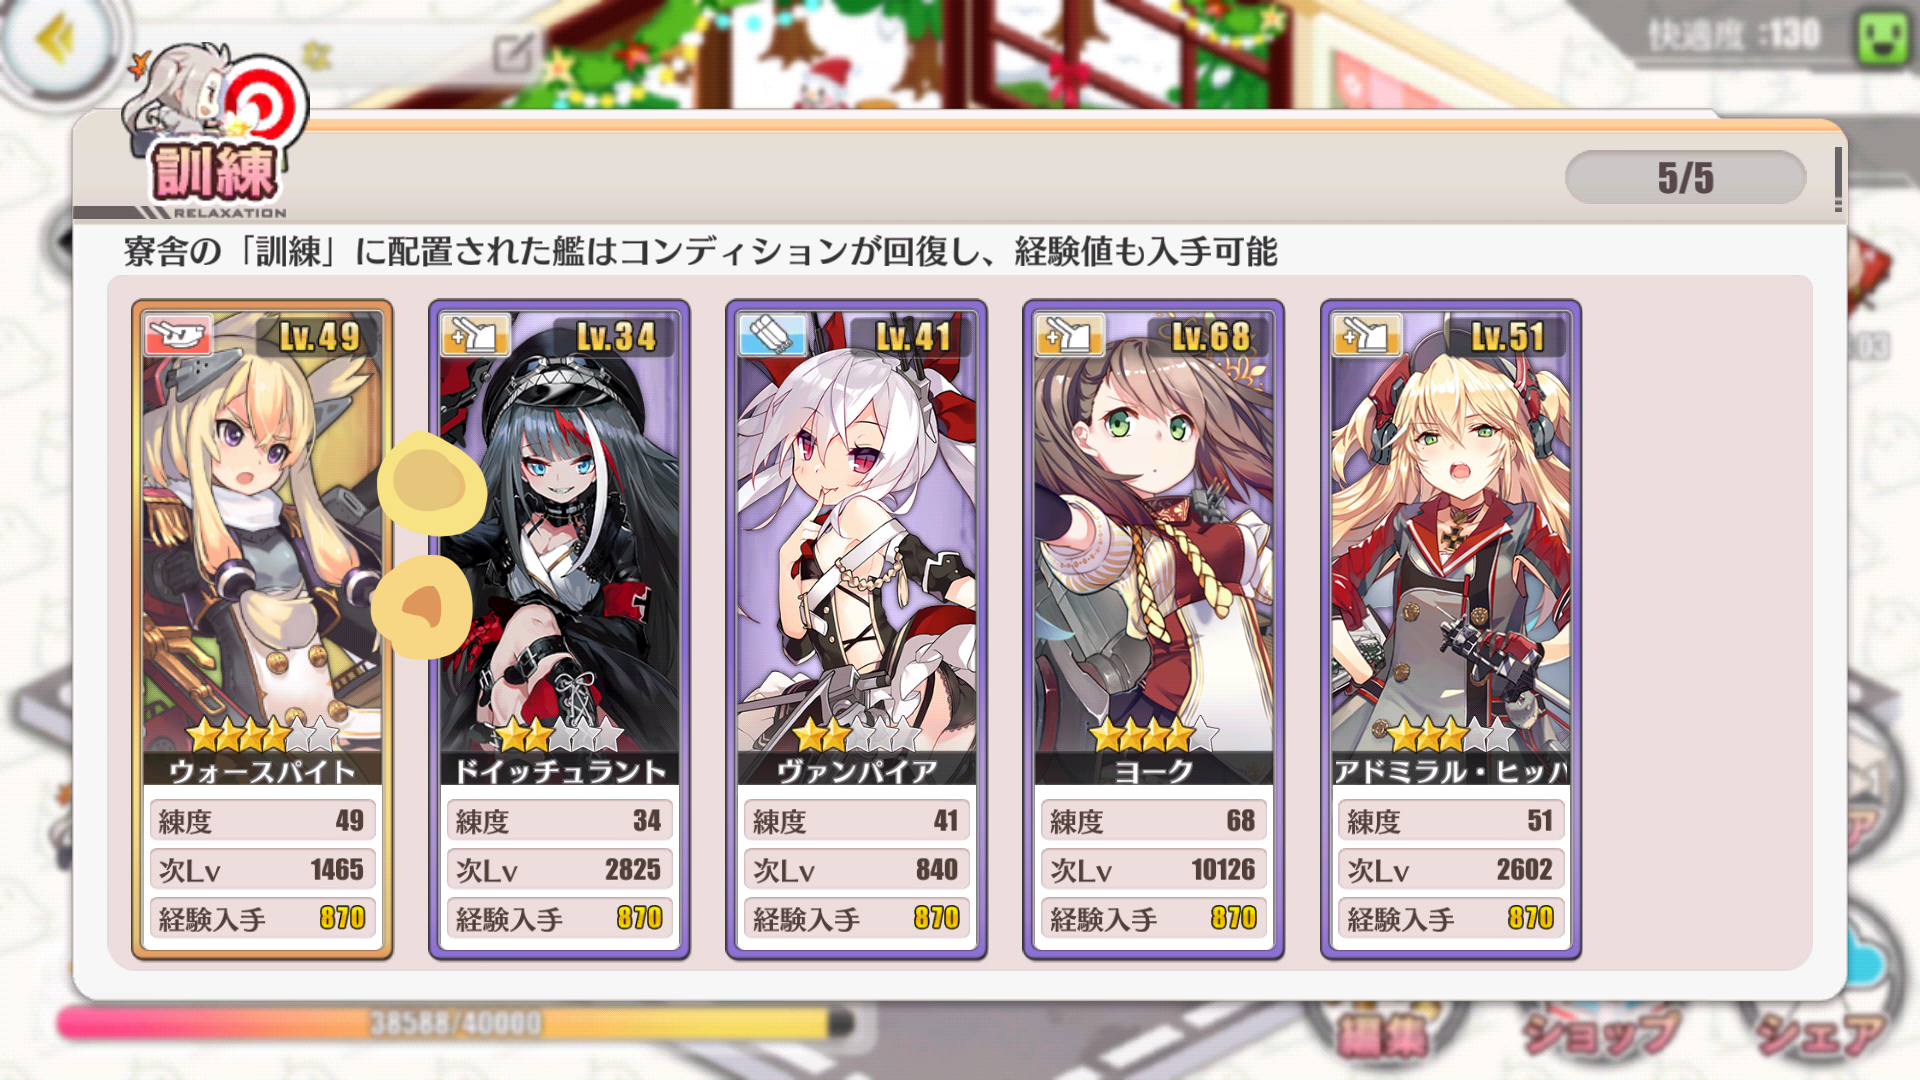 快適度 :130
訓練
RELAXATION
5/5
寮舎の「訓練」に配置された艦はコンディションが回復し、経験値も入手可能
Lv.49
ウォースパイト
練度 49
次Lv 1465
経験入手 870
Lv.34
ドイッチュラント
練度 34
次Lv 2825
経験入手 870
Lv.41
ヴァンパイア
練度 41
次Lv 840
経験入手 870
Lv.68
ヨーク
練度 68
次Lv 10126
経験入手 870
Lv.51
アドミラル・ヒッパ
練度 51
次Lv 2602
経験入手 870
38588/40000
編集
ショップ
シェア